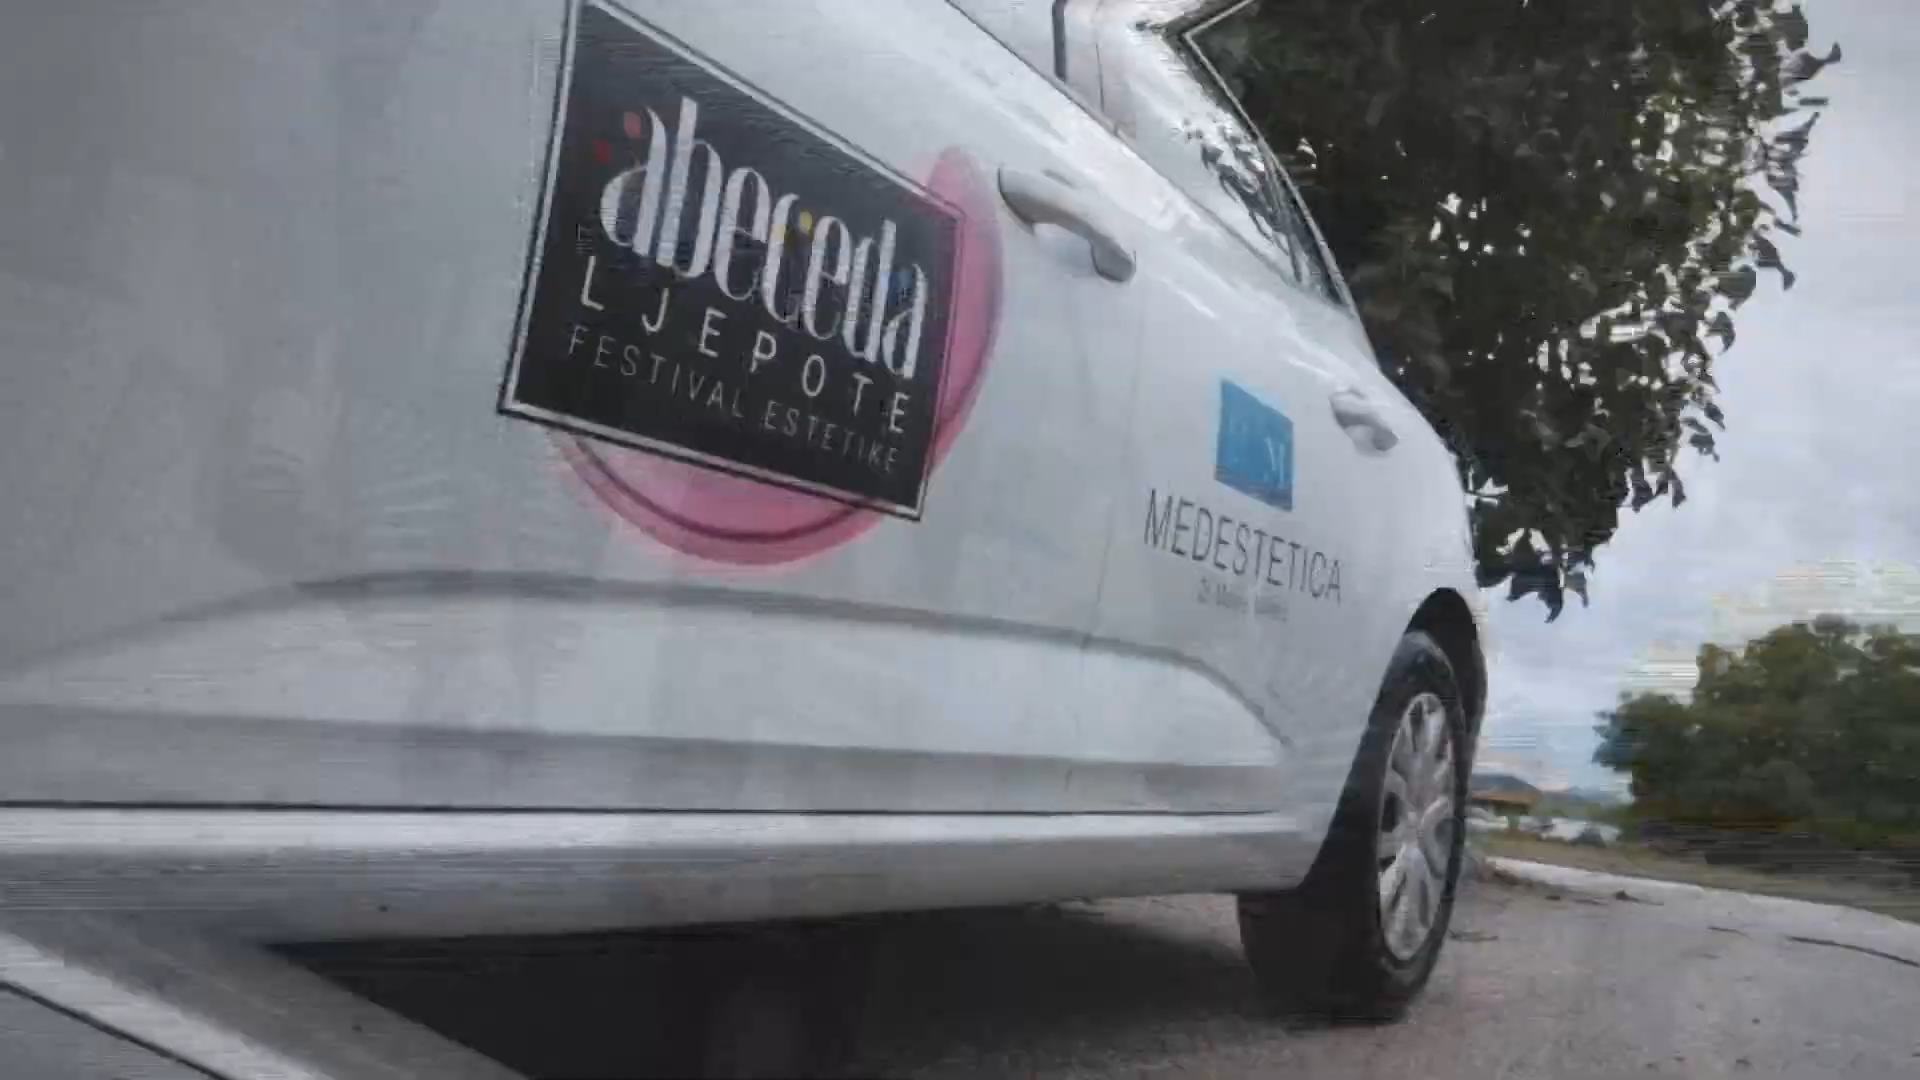 abeceda
LJEPOTE
FESTIVAL ESTETIKE
M
MEDESTETICA